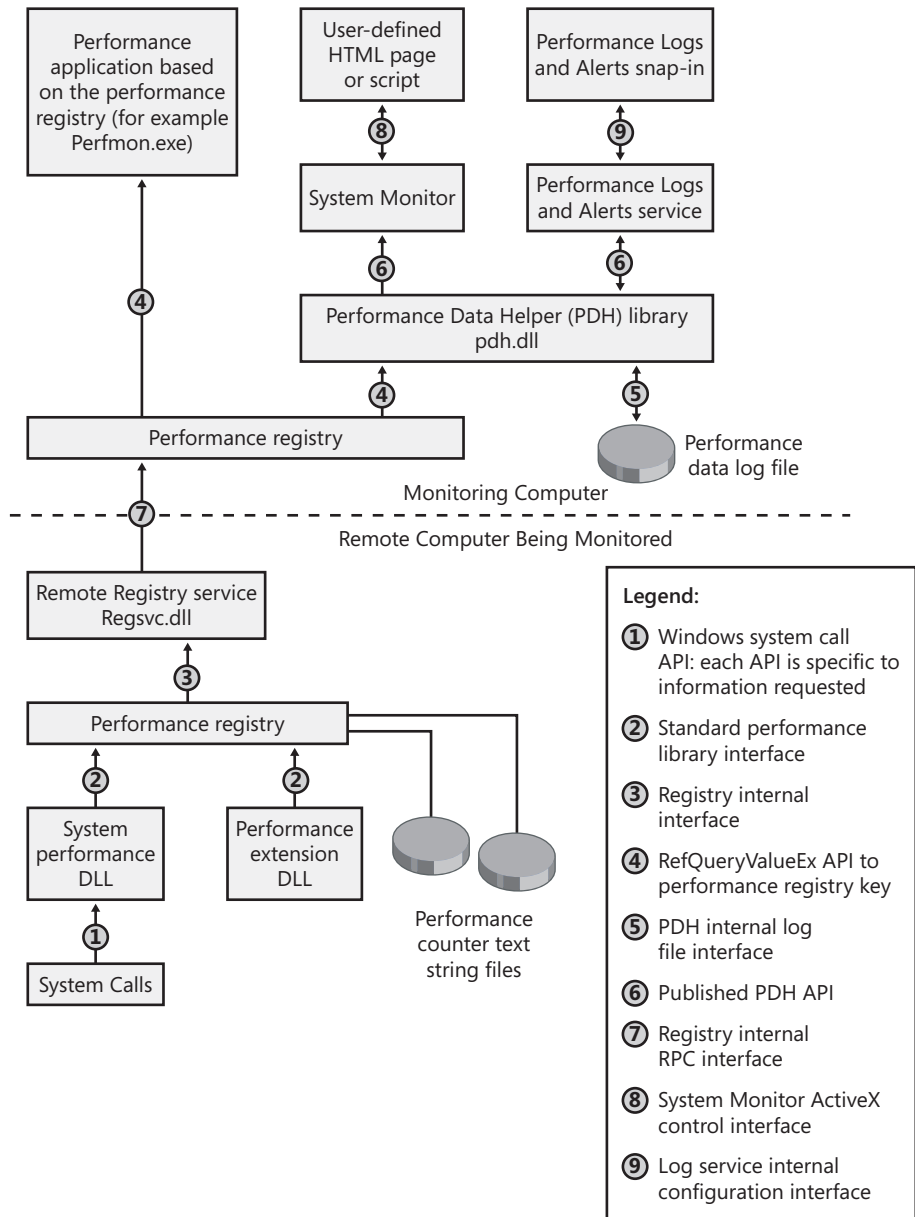 Performance
application based
on the performance
registry (for example
Perfmon.exe)
User-defined
HTML page
or script
Performance Logs
and Alerts snap-in
8
9
System Monitor
Performance Logs
and Alerts service
6
6
4
Performance Data Helper (PDH) library
pdh.dll
4
5
Performance registry
Performance
data log file
Monitoring Computer
7
Remote Computer Being Monitored
Remote Registry service
Regsvc.dll
3
Performance registry
2
2
System
performance
DLL
Performance
extension
DLL
1
Performance
counter text
string files
System Calls
Legend:
1 Windows system call
API: each API is specific to
information requested
2 Standard performance
library interface
3 Registry internal
interface
4 RefQueryValueEx API to
performance registry key
5 PDH internal log
file interface
6 Published PDH API
7 Registry internal
RPC interface
8 System Monitor ActiveX
control interface
9 Log service internal
configuration interface